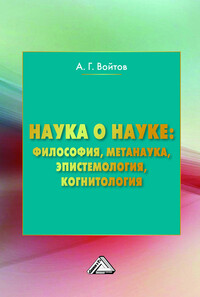 А. Г. Войтов
НАУКА О НАУКЕ:
ФИЛОСОФИЯ, МЕТАНАУКА,
ЭПИСТЕМОЛОГИЯ,
КОГНИТОЛОГИЯ